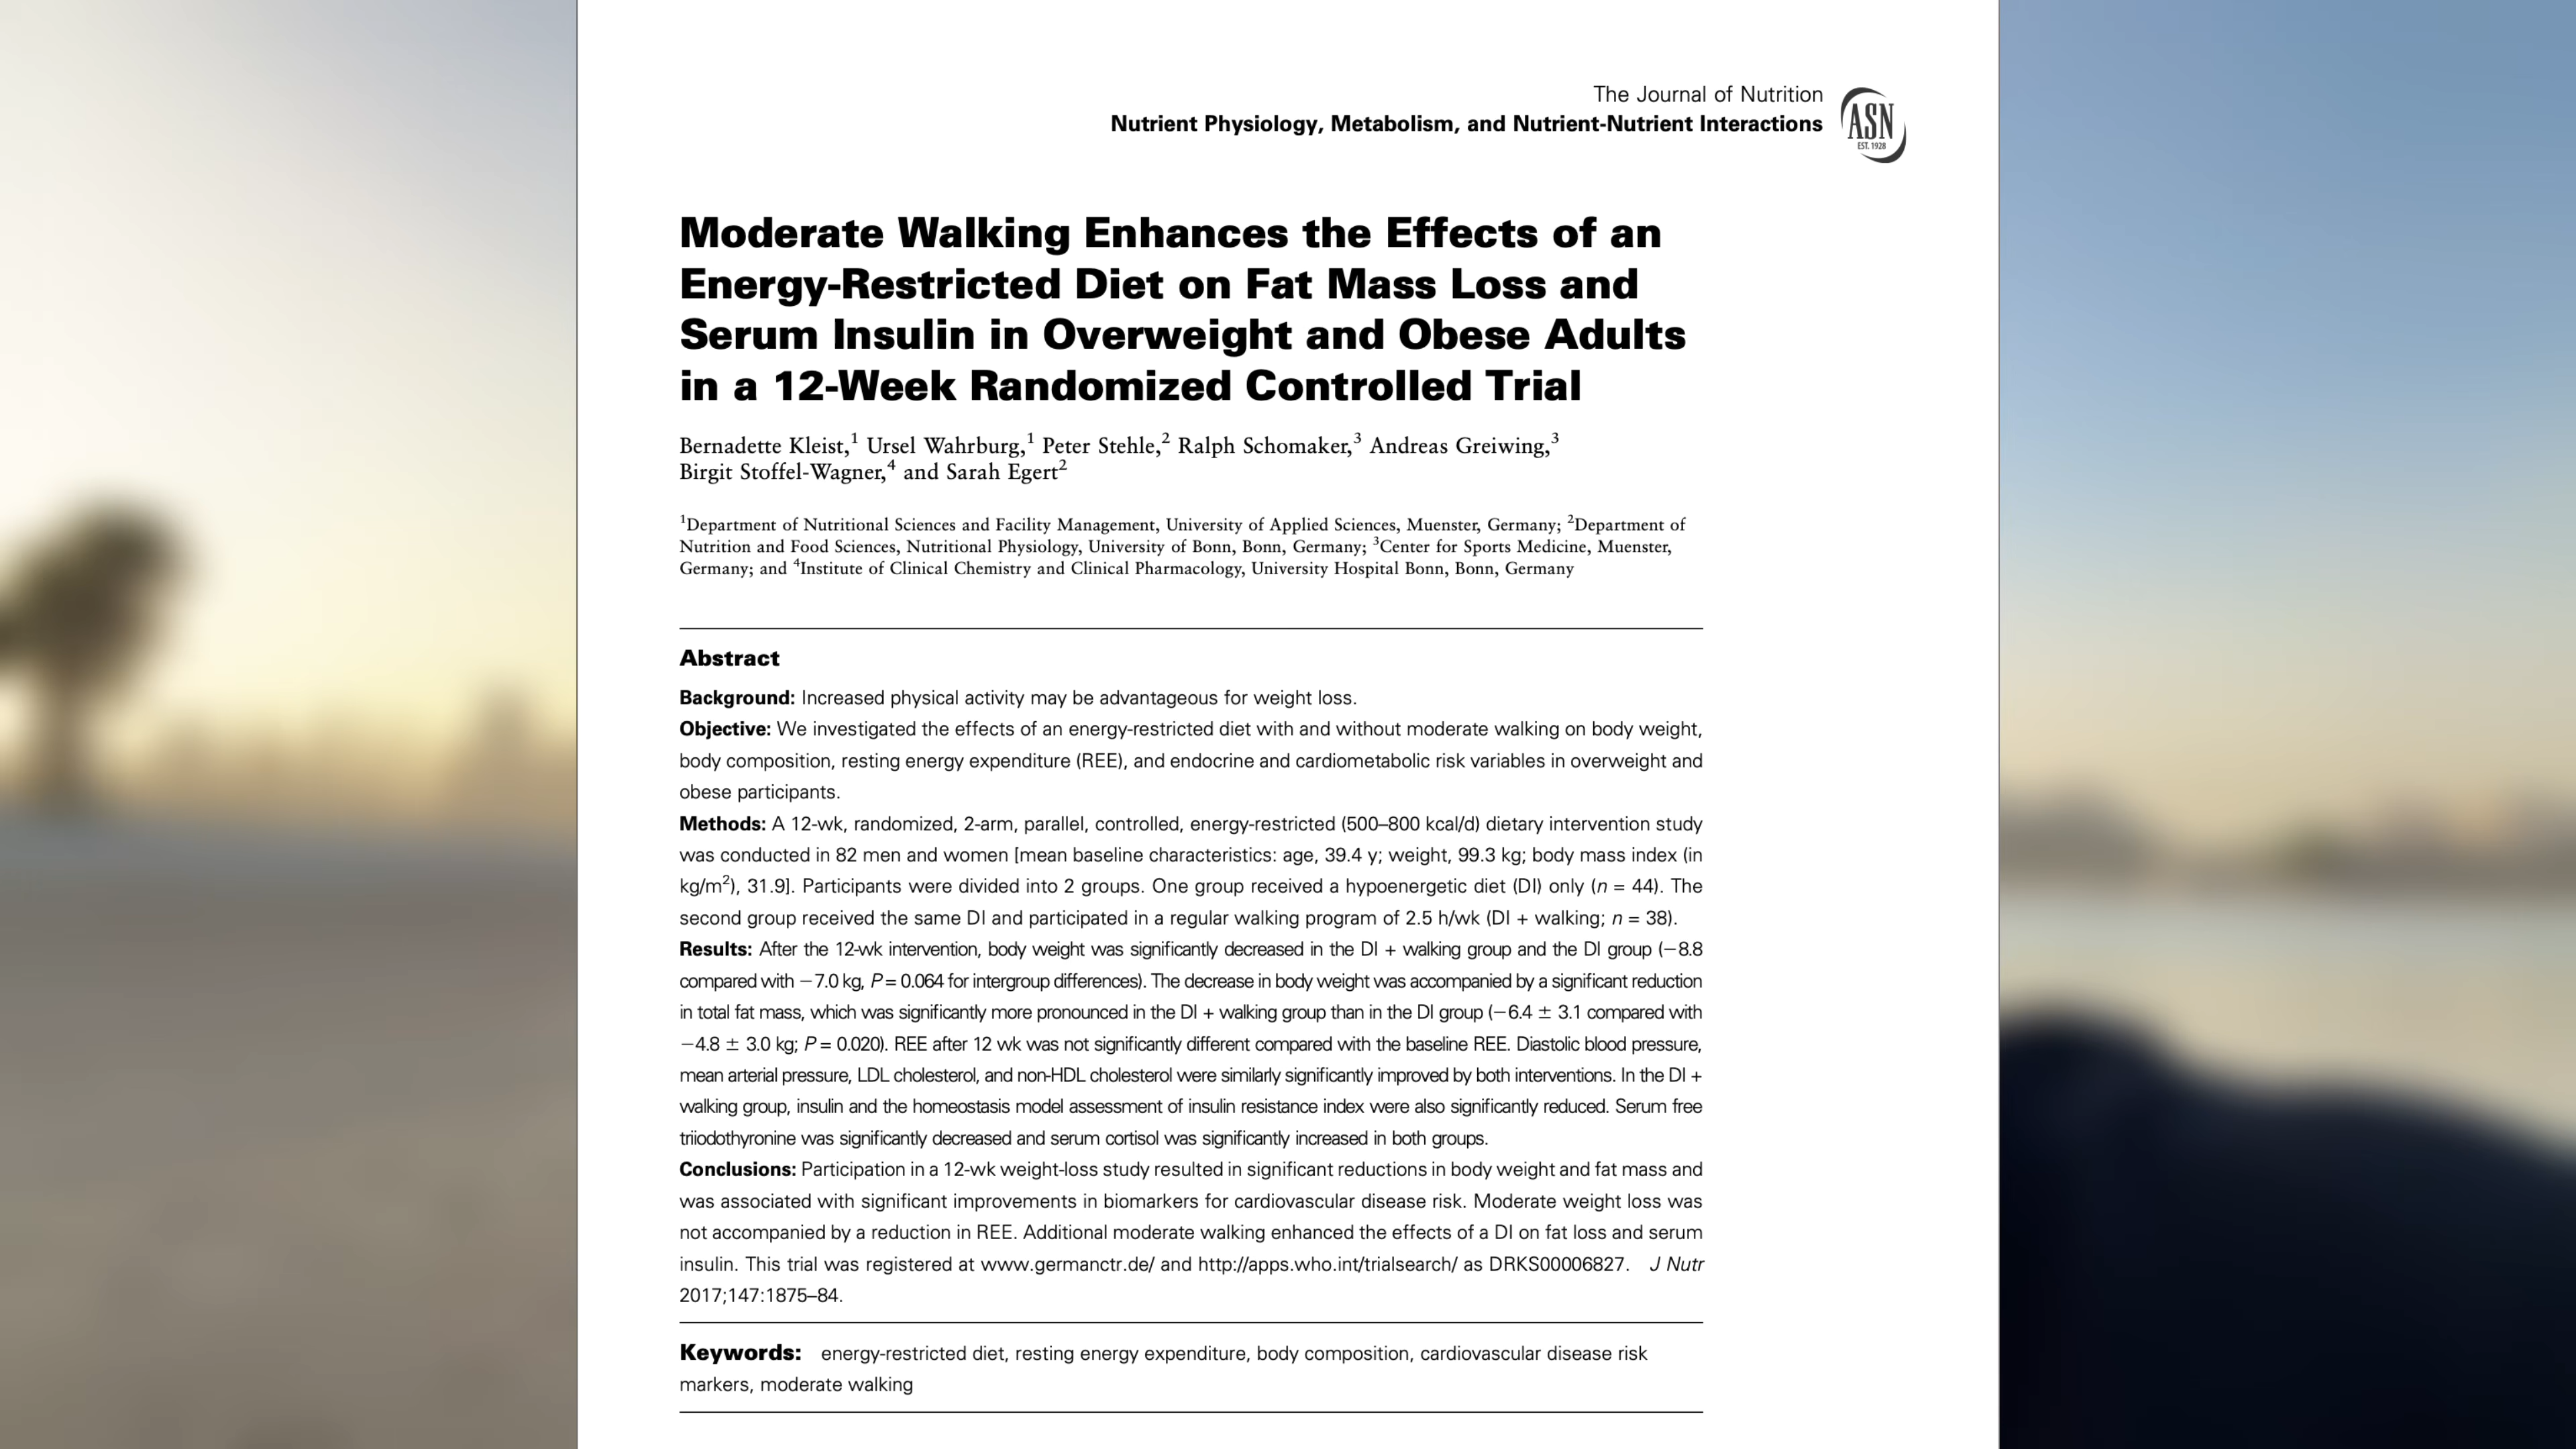 The Journal of Nutrition
Nutrient Physiology, Metabolism, and Nutrient-Nutrient Interactions
ASN
EST. 1928
Moderate Walking Enhances the Effects of an
Energy-Restricted Diet on Fat Mass Loss and
Serum Insulin in Overweight and Obese Adults
in a 12-Week Randomized Controlled Trial
Bernadette Kleist,1 Ursel Wahrburg,1 Peter Stehle,2 Ralph Schomaker,3 Andreas Greiwing,3
Birgit Stoffel-Wagner,4 and Sarah Egert2
1Department of Nutritional Sciences and Facility Management, University of Applied Sciences, Muenster, Germany; 2Department of
Nutrition and Food Sciences, Nutritional Physiology, University of Bonn, Bonn, Germany; 3Center for Sports Medicine, Muenster,
Germany; and 4Institute of Clinical Chemistry and Clinical Pharmacology, University Hospital Bonn, Bonn, Germany
Abstract
Background: Increased physical activity may be advantageous for weight loss.
Objective: We investigated the effects of an energy-restricted diet with and without moderate walking on body weight,
body composition, resting energy expenditure (REE), and endocrine and cardiometabolic risk variables in overweight and
obese participants.
Methods: A 12-wk, randomized, 2-arm, parallel, controlled, energy-restricted (500–800 kcal/d) dietary intervention study
was conducted in 82 men and women [mean baseline characteristics: age, 39.4 y; weight, 99.3 kg; body mass index (in
kg/m2), 31.9]. Participants were divided into 2 groups. One group received a hypoenergetic diet (DI) only (n = 44). The
second group received the same DI and participated in a regular walking program of 2.5 h/wk (DI + walking; n = 38).
Results: After the 12-wk intervention, body weight was significantly decreased in the DI + walking group and the DI group (−8.8
compared with −7.0 kg, P = 0.064 for intergroup differences). The decrease in body weight was accompanied by a significant reduction
in total fat mass, which was significantly more pronounced in the DI + walking group than in the DI group (−6.4 ± 3.1 compared with
−4.8 ± 3.0 kg; P = 0.020). REE after 12 wk was not significantly different compared with the baseline REE. Diastolic blood pressure,
mean arterial pressure, LDL cholesterol, and non-HDL cholesterol were similarly significantly improved by both interventions. In the DI +
walking group, insulin and the homeostasis model assessment of insulin resistance index were also significantly reduced. Serum free
triiodothyronine was significantly decreased and serum cortisol was significantly increased in both groups.
Conclusions: Participation in a 12-wk weight-loss study resulted in significant reductions in body weight and fat mass and
was associated with significant improvements in biomarkers for cardiovascular disease risk. Moderate weight loss was
not accompanied by a reduction in REE. Additional moderate walking enhanced the effects of a DI on fat loss and serum
insulin. This trial was registered at www.germanctr.de/ and http://apps.who.int/trialsearch/ as DRKS00006827. J Nutr
2017;147:1875–84.
Keywords: energy-restricted diet, resting energy expenditure, body composition, cardiovascular disease risk
markers, moderate walking